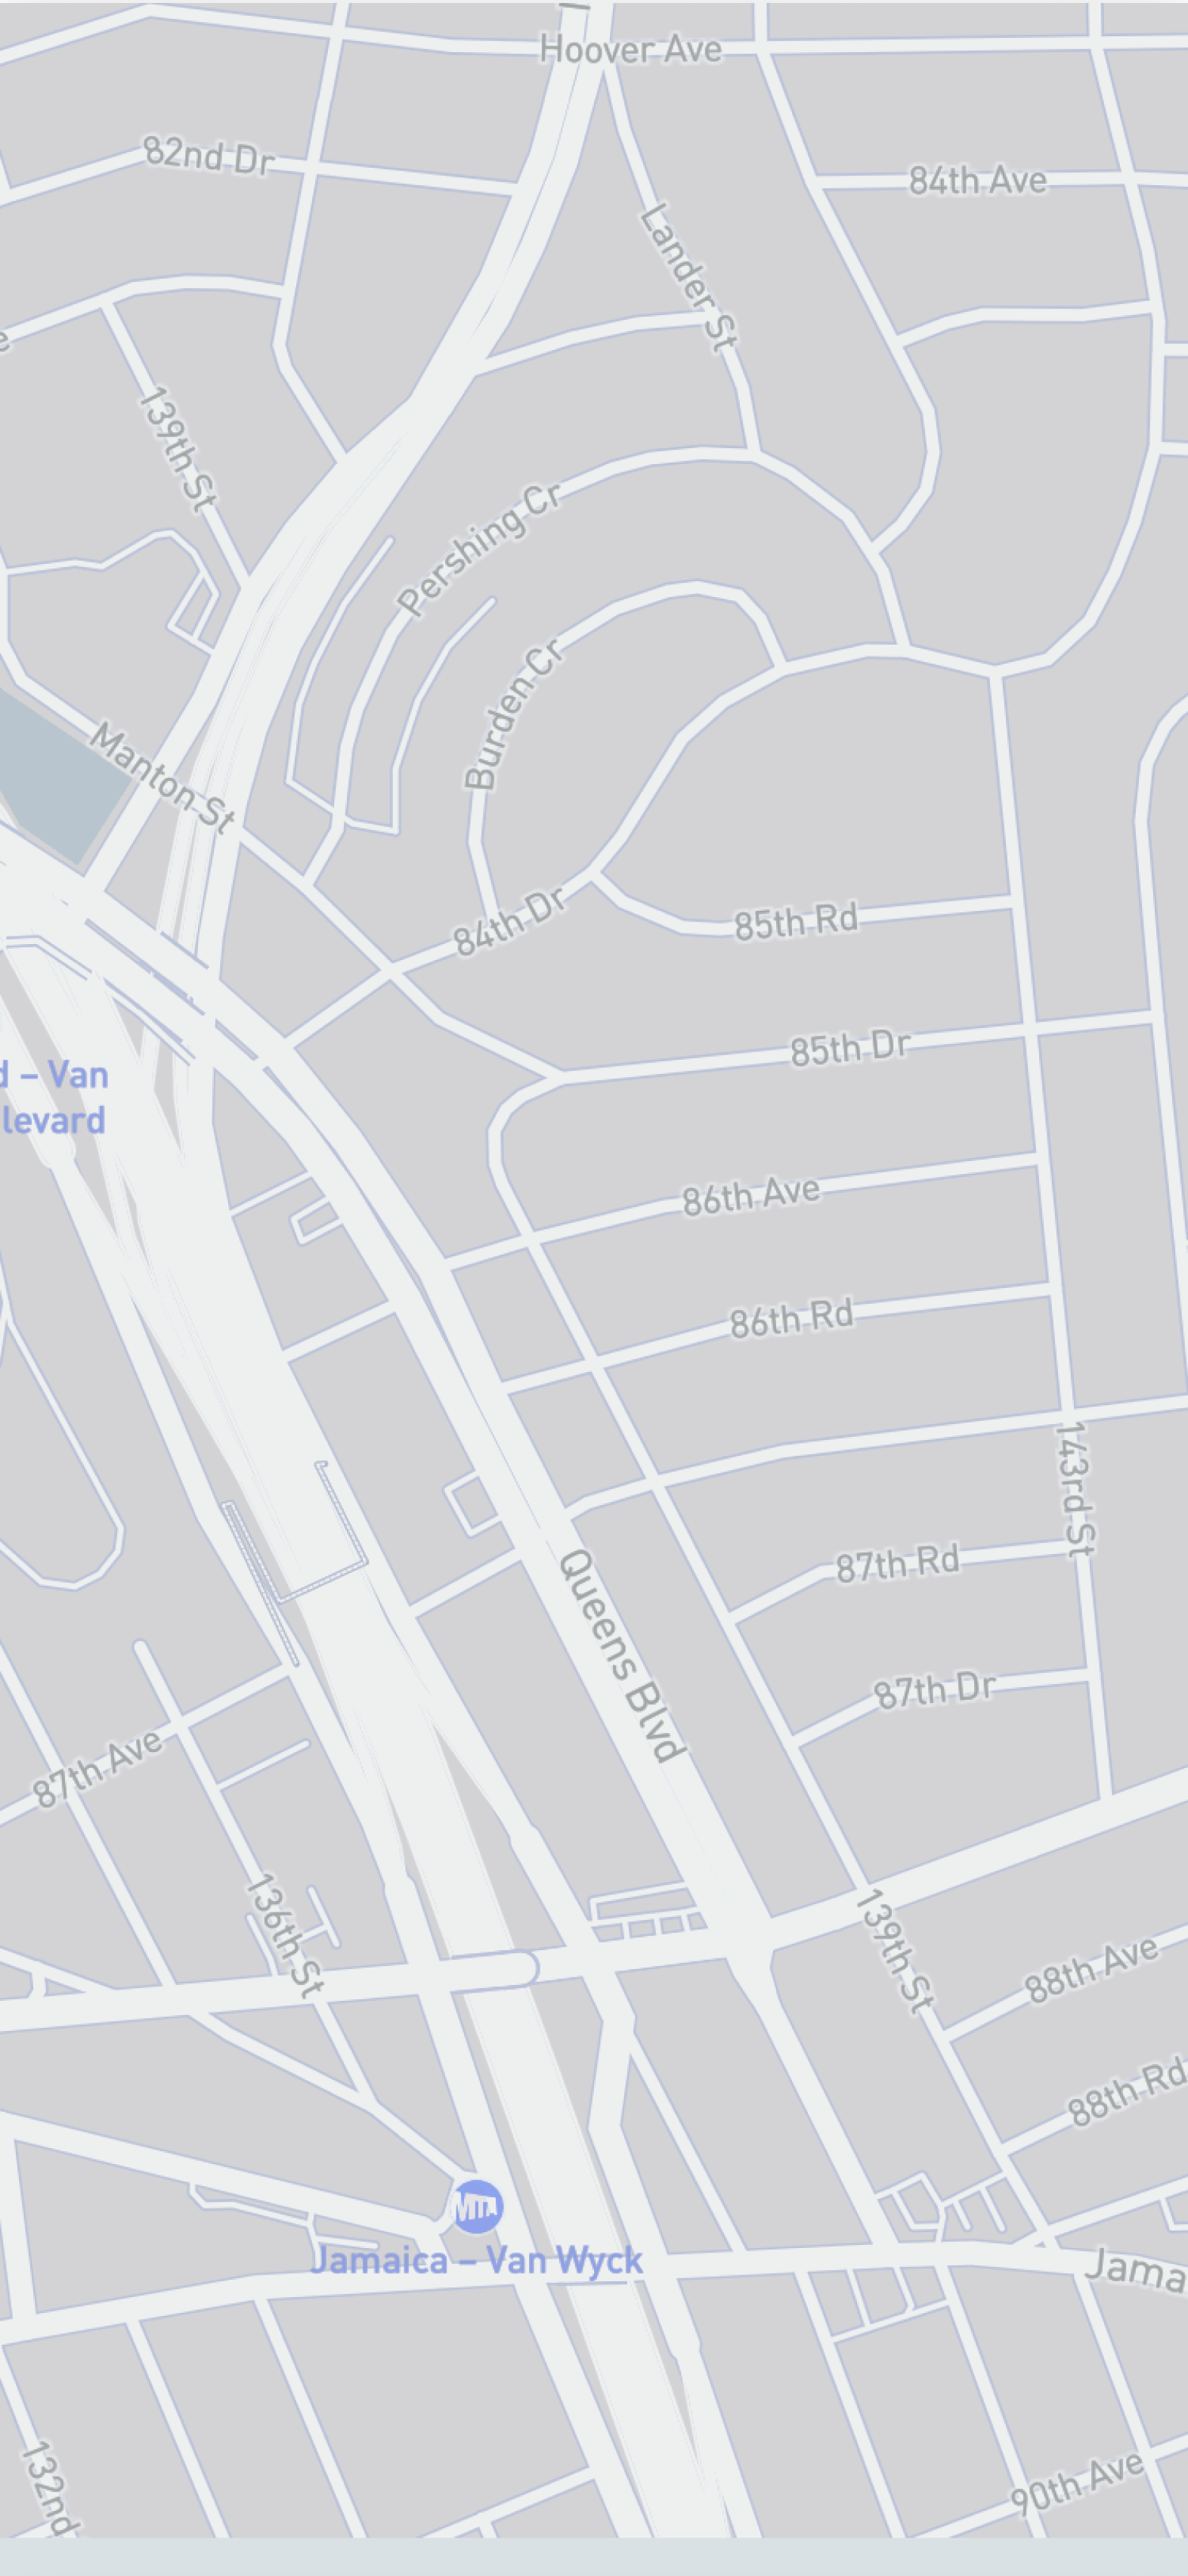 Hoover Ave
82nd Dr
84th Ave
Lander St
139th St
Pershing Cr
Burden Cr
Manton St
84th Dr
85th Rd
85th Dr
– Van
levard
86th Ave
86th Rd
143rd St
87th Rd
Queens Blvd
87th Dr
87th Ave
136th St
139th St
88th Ave
88th Rd
MTA
Jamaica – Van Wyck
Jama
132nd
90th Ave